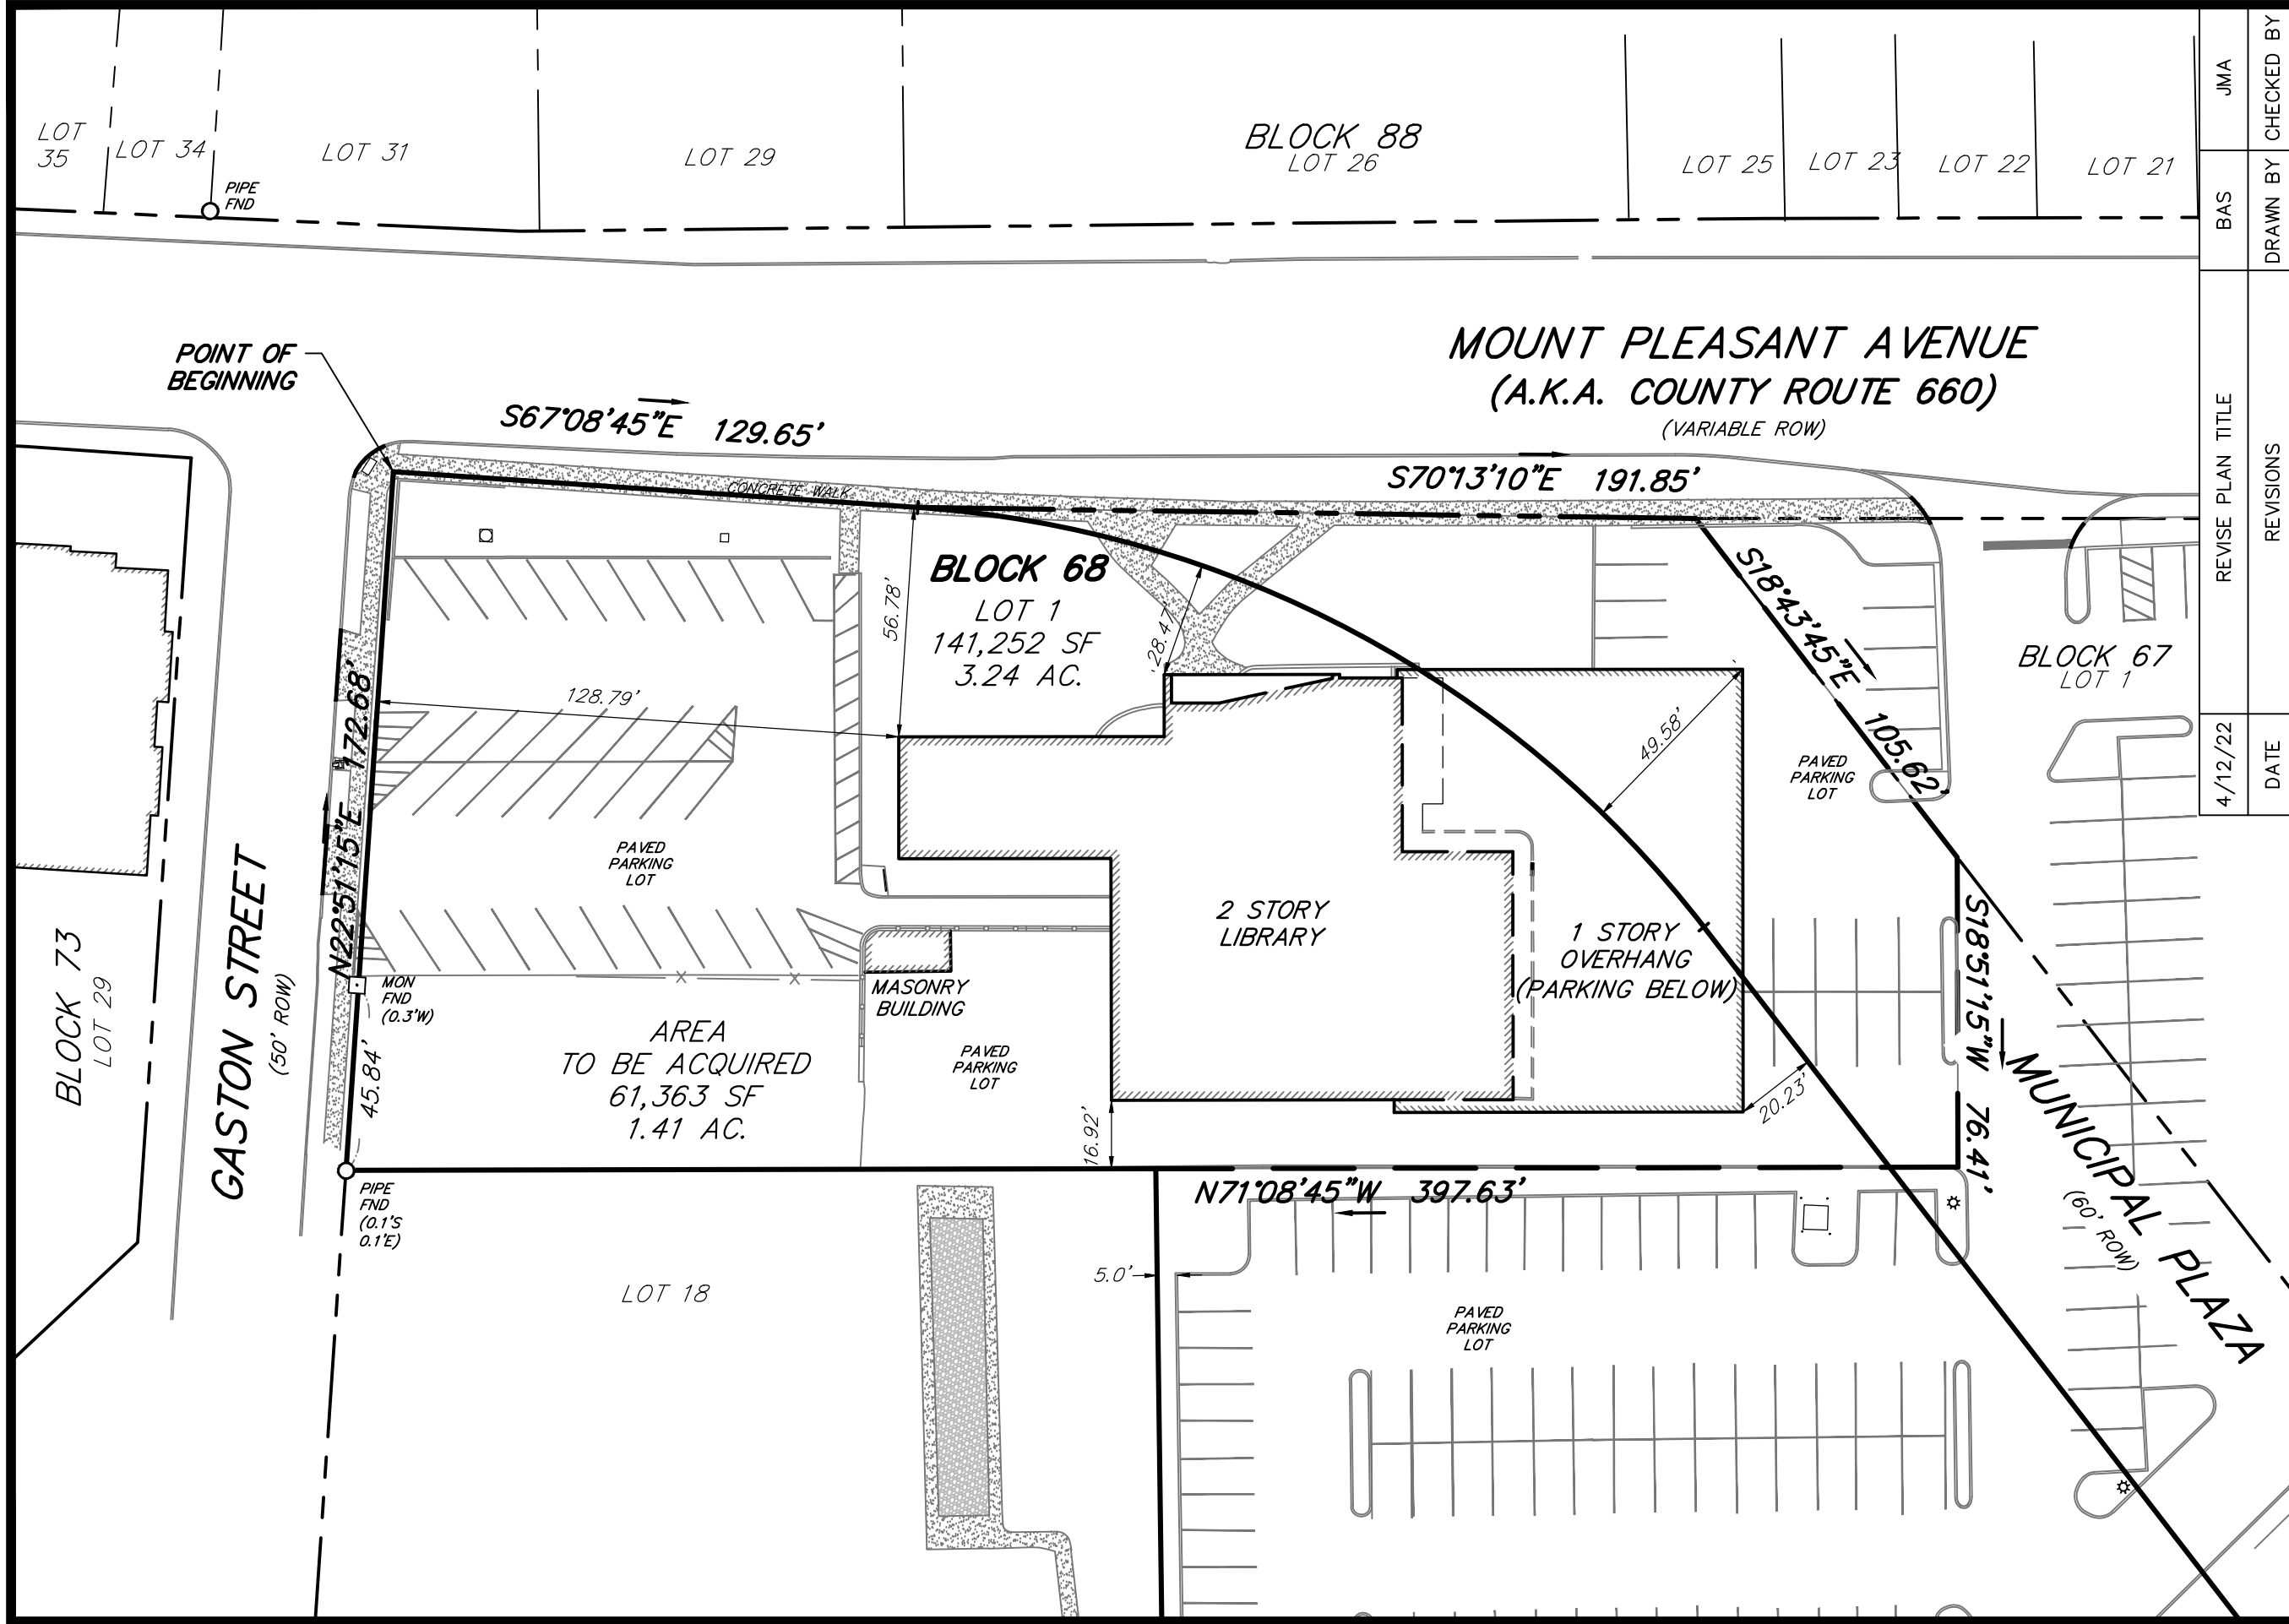 LOT
35
LOT 34
LOT 31
LOT 29
BLOCK 88
LOT 26
LOT 25
LOT 23
LOT 22
LOT 21
PIPE
FND
POINT OF
BEGINNING
S67°08'45"E 129.65'
MOUNT PLEASANT AVENUE
(A.K.A. COUNTY ROUTE 660)
(VARIABLE ROW)
S70°13'10"E 191.85'
CONCRETE WALK
BLOCK 68
LOT 1
141,252 SF
3.24 AC.
56.78'
28.47'
128.79'
S18°43'45"E 105.62'
BLOCK 67
LOT 1
49.58'
PAVED
PARKING
LOT
N22°51'15"E 172.68'
PAVED
PARKING
LOT
2 STORY
LIBRARY
1 STORY
OVERHANG
(PARKING BELOW)
S18°51'15"W 76.41'
BLOCK 73
LOT 29
GASTON STREET
(50' ROW)
MON
FND
(0.3'W)
45.84'
MASONRY
BUILDING
AREA
TO BE ACQUIRED
61,363 SF
1.41 AC.
PAVED
PARKING
LOT
16.92'
20.23'
MUNICIPAL PLAZA
(60' ROW)
PIPE
FND
(0.1'S
0.1'E)
N71°08'45"W 397.63'
5.0'
LOT 18
PAVED
PARKING
LOT
4/12/22
REVISE PLAN TITLE
BAS
JMA
DATE
REVISIONS
DRAWN BY
CHECKED BY
X
X